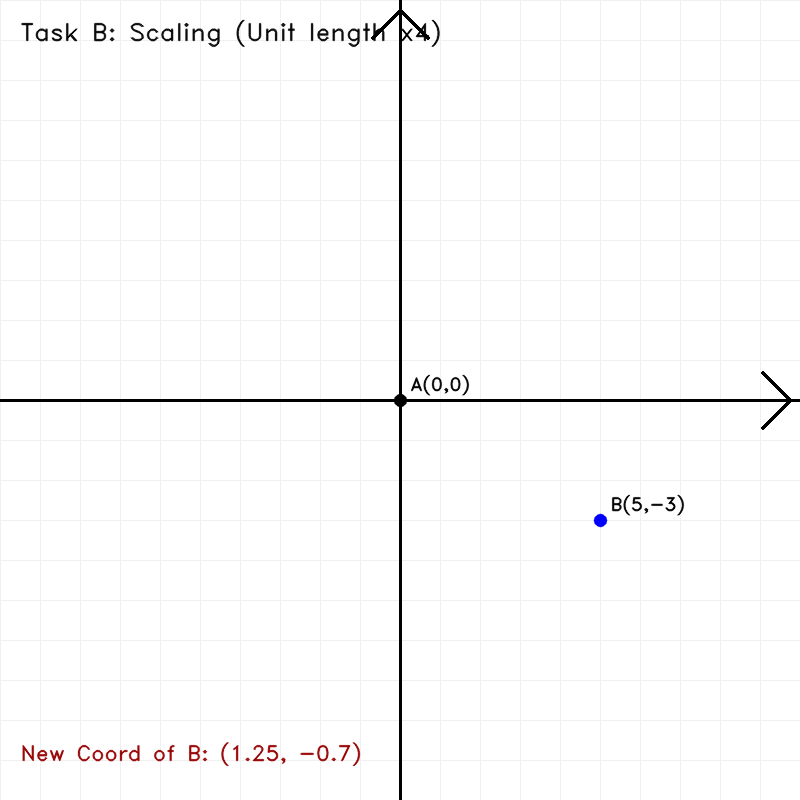 Task B: Scaling (Unit length x4)
A(0,0)
B(5,-3)
New Coord of B: (1.25, -0.7)